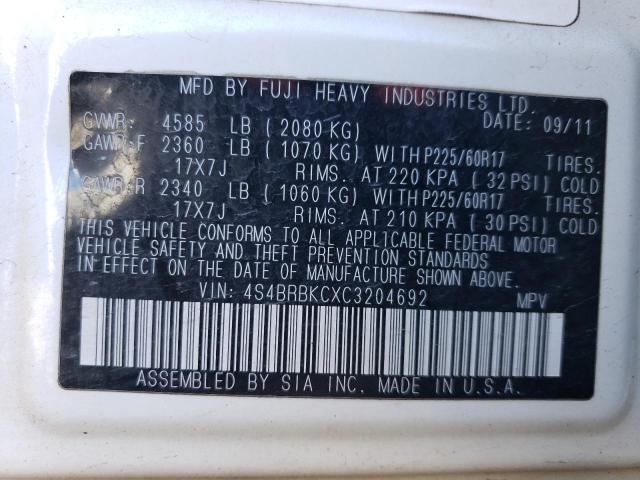 MFD BY FUJI HEAVY INDUSTRIES LTD.
GVWR: 4585 LB (2080 KG) DATE: 09/11
GAWR:F 2360 LB (1070 KG) WITH P225/60R17 TIRES.
17X7J RIMS. AT 220 KPA (32 PSI) COLD
GAWR:R 2340 LB (1060 KG) WITH P225/60R17 TIRES.
17X7J RIMS. AT 210 KPA (30 PSI) COLD
THIS VEHICLE CONFORMS TO ALL APPLICABLE FEDERAL MOTOR
VEHICLE SAFETY AND THEFT PREVENTION STANDARDS
IN EFFECT ON THE DATE OF MANUFACTURE SHOWN ABOVE.
VIN: 4S4BRBKCXC3204692 MPV
ASSEMBLED BY SIA INC. MADE IN U.S.A.